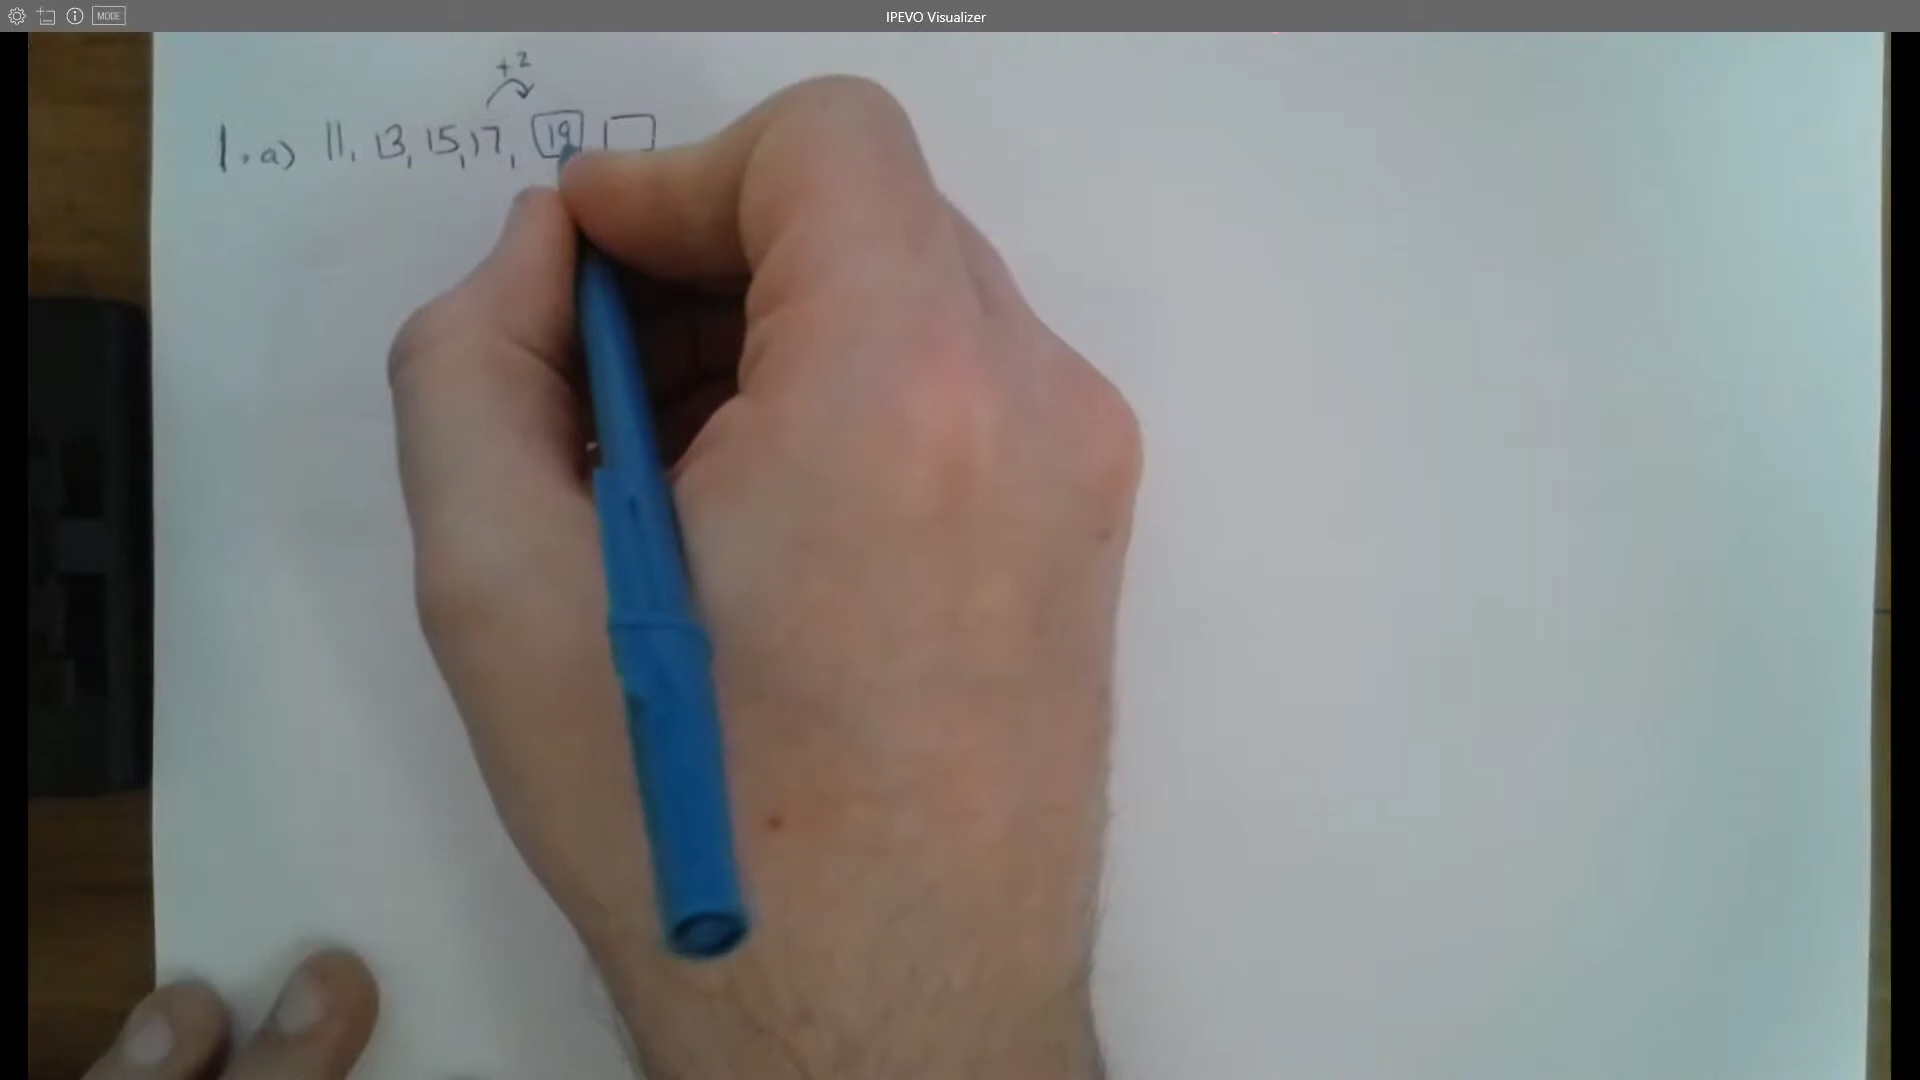 MODE
IPEVO Visualizer
+2
1. a) 11, 13, 15, 17, 19